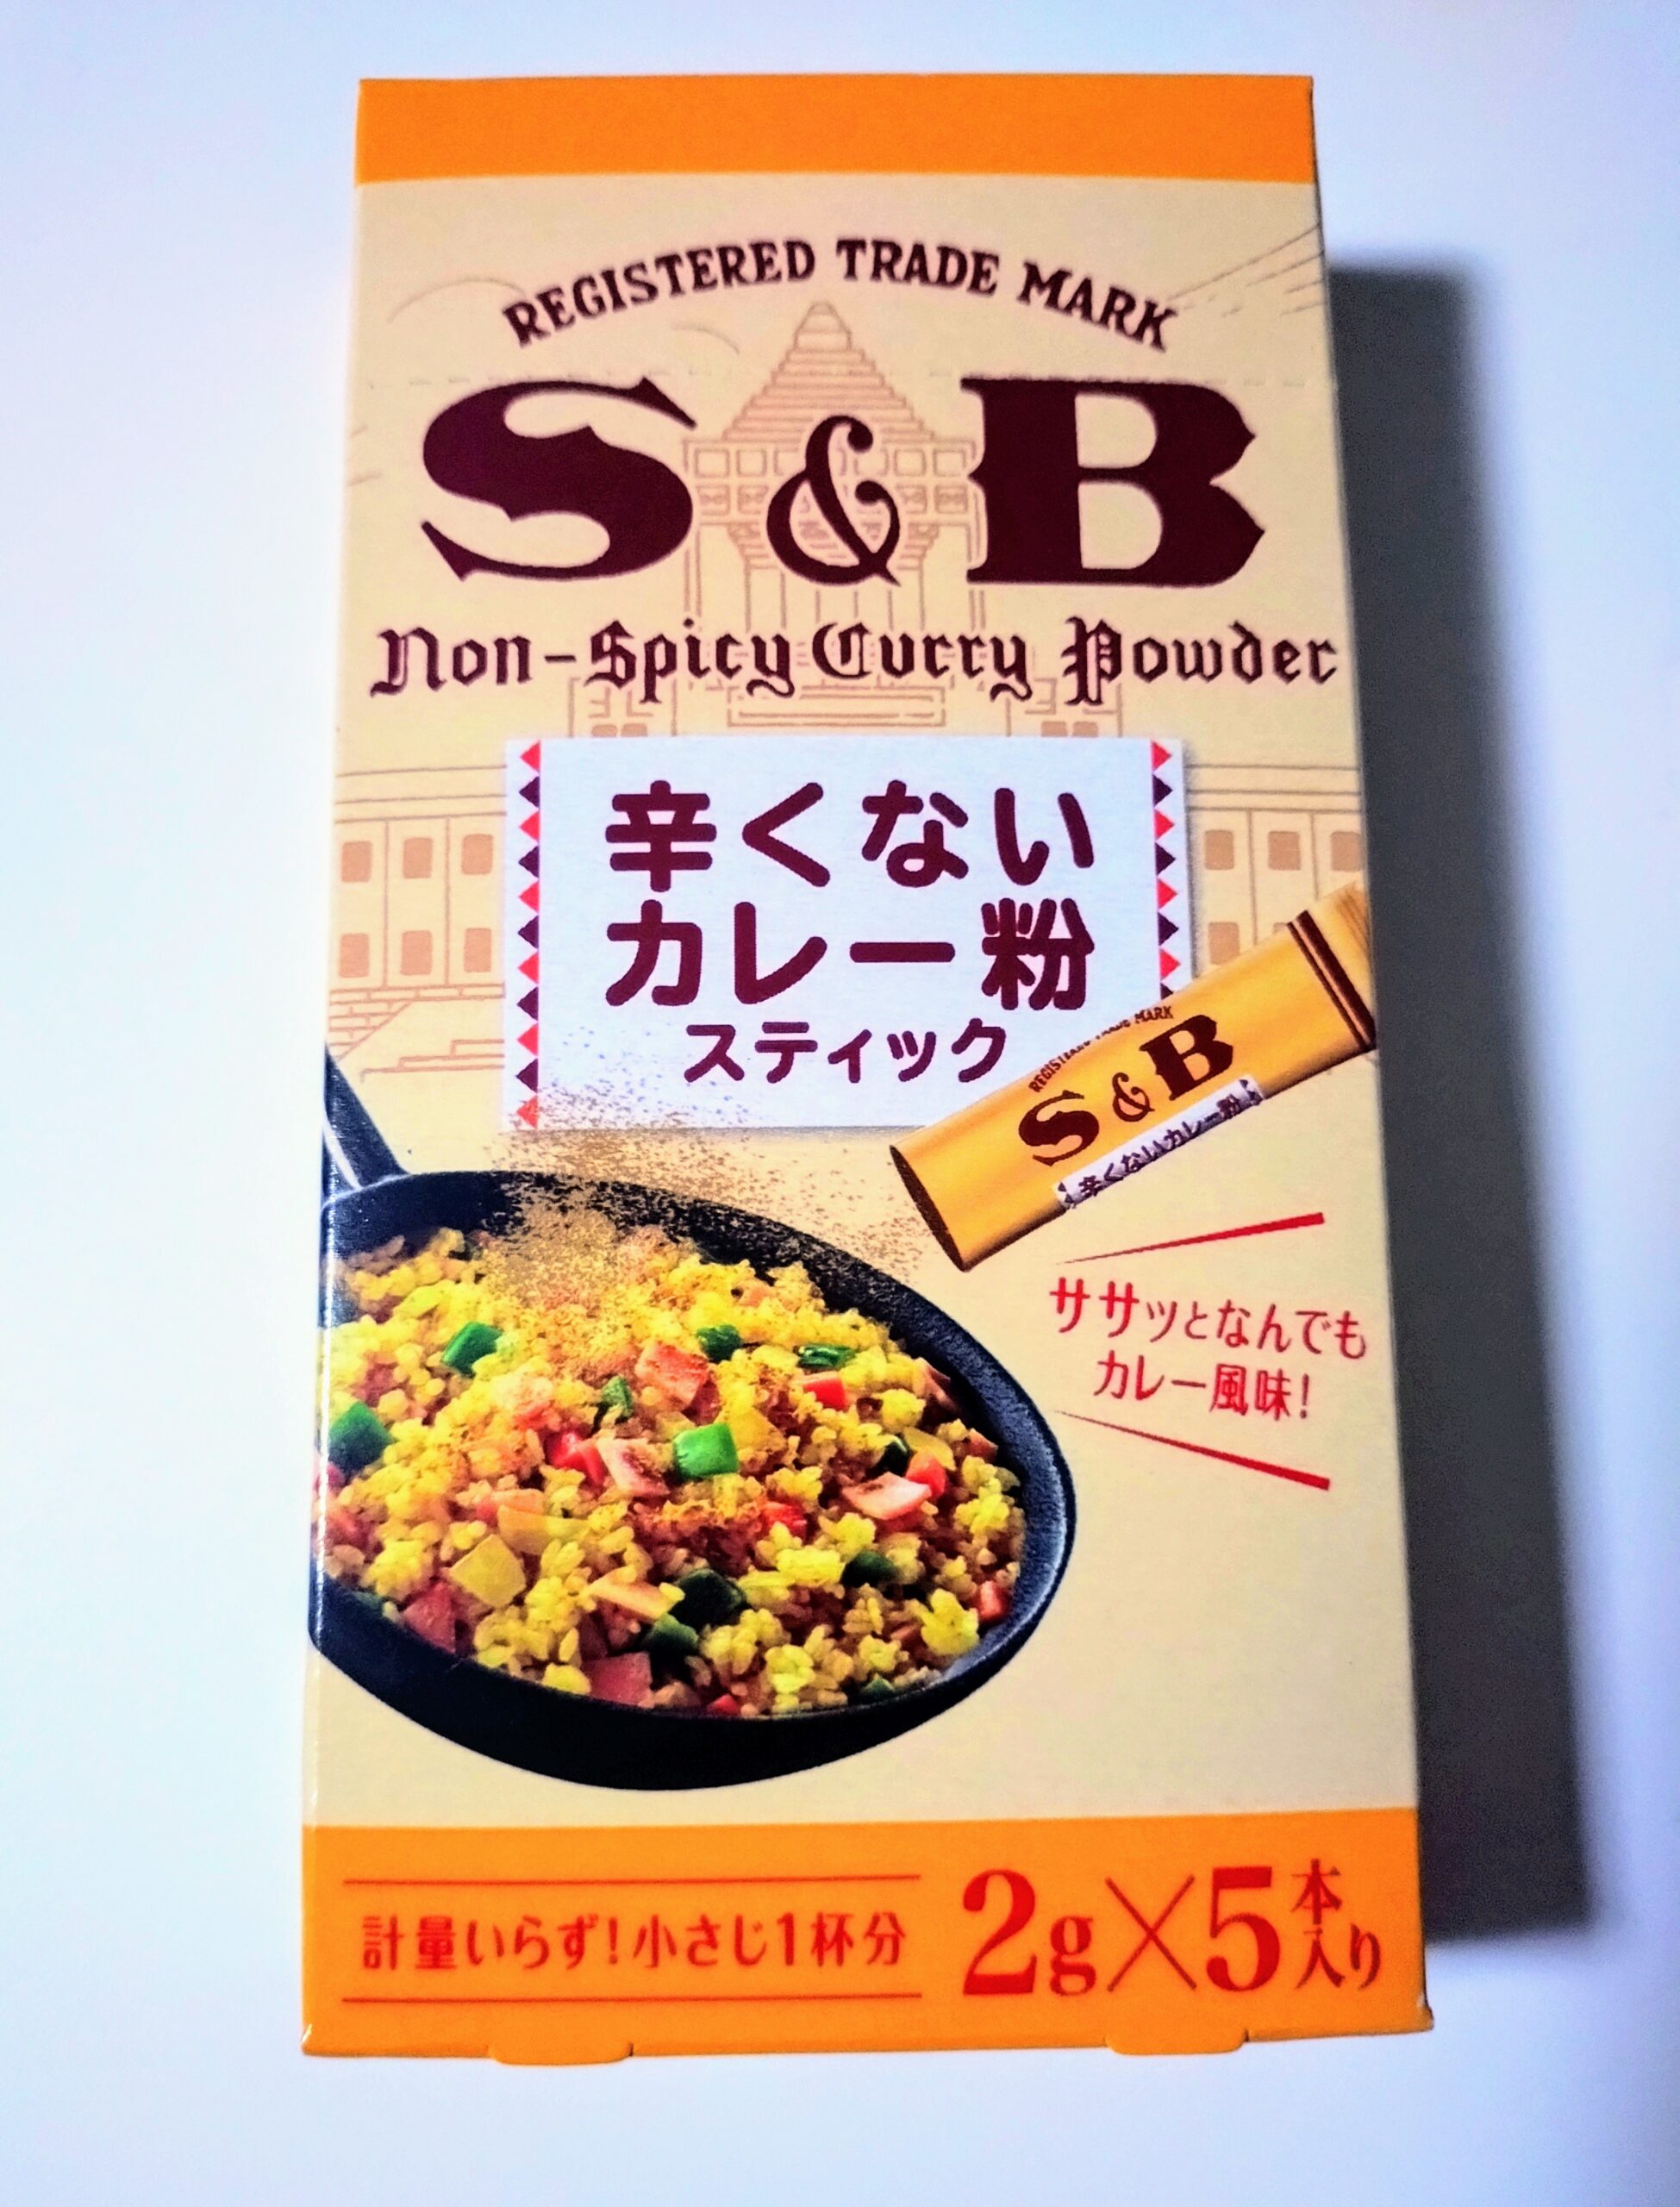 REGISTERED TRADE MARK
S&B
Non-Spicy Curry Powder
辛くない
カレー粉
スティック
REGISTERED TRADE MARK
S&B
辛くないカレー粉
ササッとなんでも
カレー風味!
計量いらず!小さじ1杯分
2g×5本入り